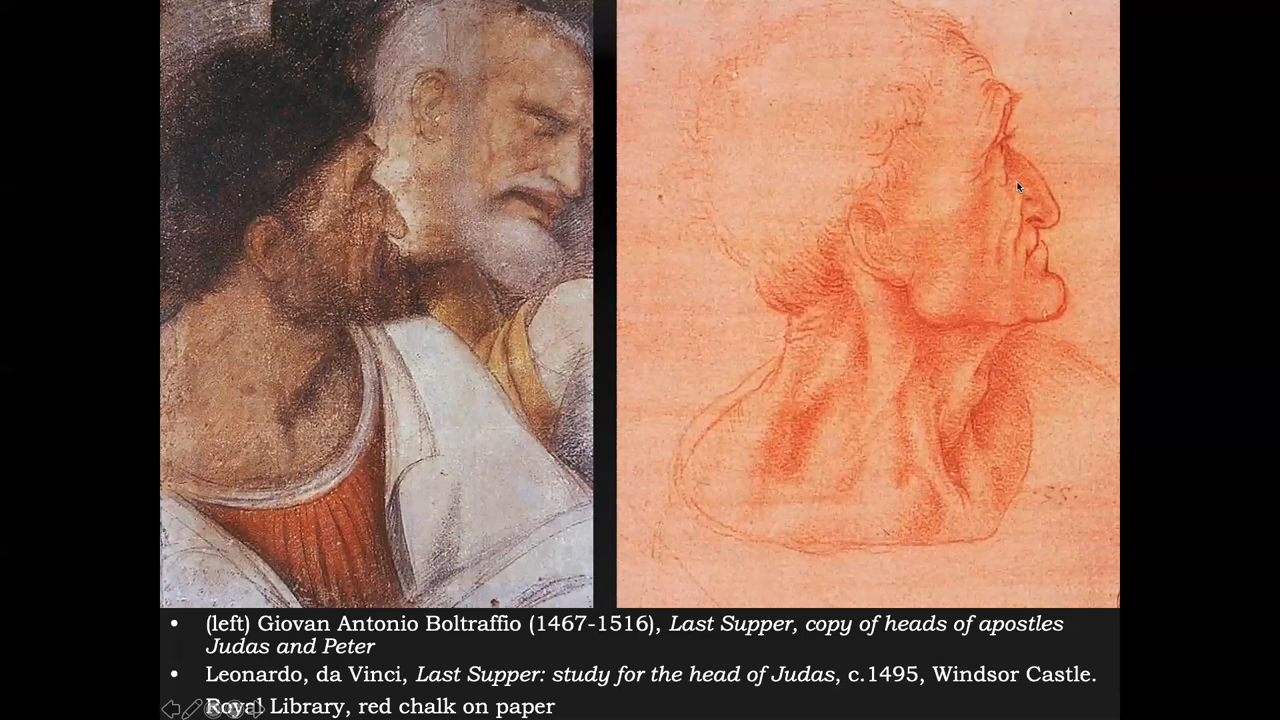 • (left) Giovan Antonio Boltraffio (1467-1516), Last Supper, copy of heads of apostles
Judas and Peter
• Leonardo, da Vinci, Last Supper: study for the head of Judas, c.1495, Windsor Castle.
Royal Library, red chalk on paper